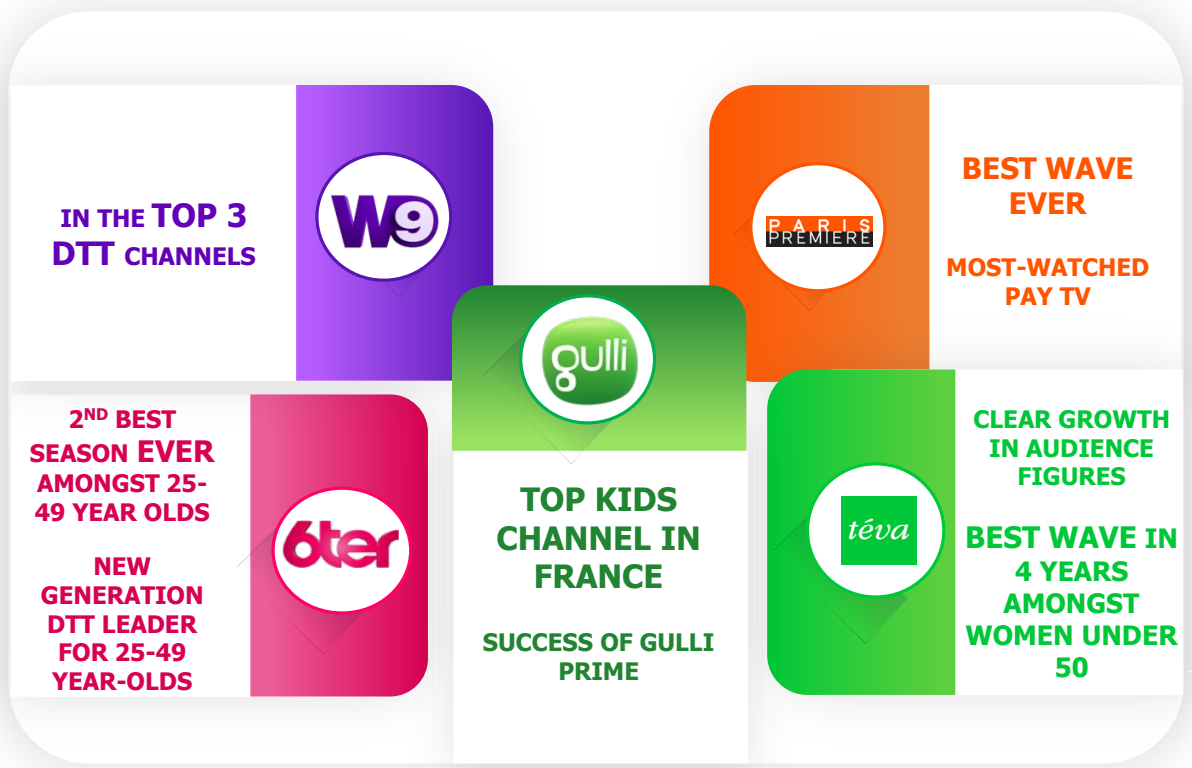 IN THE TOP 3
DTT CHANNELS
W9
PARIS
PREMIERE
BEST WAVE
EVER
MOST-WATCHED
PAY TV
2ND BEST
SEASON EVER
AMONGST 25-
49 YEAR OLDS
NEW
GENERATION
DTT LEADER
FOR 25-49
YEAR-OLDS
6ter
gulli
TOP KIDS
CHANNEL IN
FRANCE
SUCCESS OF GULLI
PRIME
téva
CLEAR GROWTH
IN AUDIENCE
FIGURES
BEST WAVE IN
4 YEARS
AMONGST
WOMEN UNDER
50